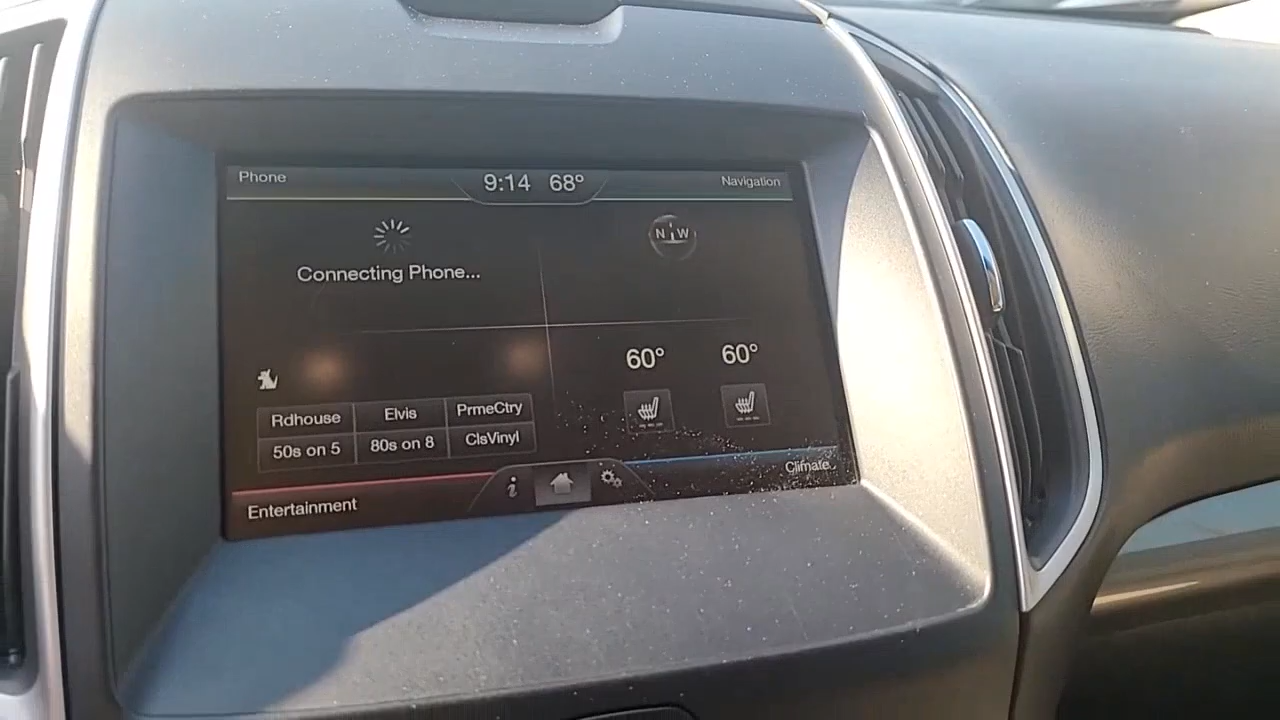 Phone
9:14 68°
Navigation
N W
Connecting Phone...
60° 60°
Rdhouse Elvis PrmeCtry
50s on 5 80s on 8 ClsVinyl
Entertainment
i
Climate